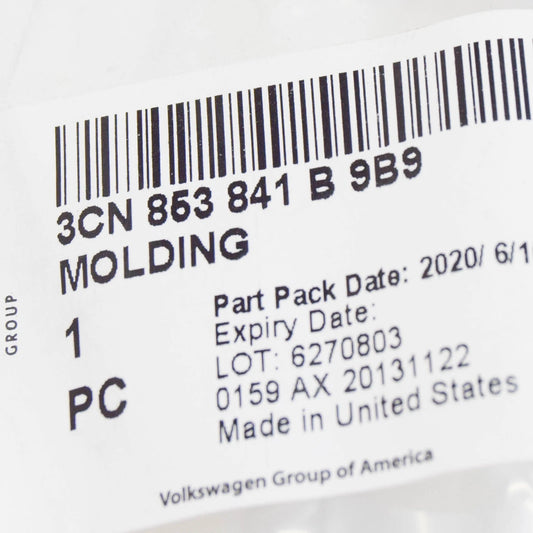 3CN 853 841 B 9B9
MOLDING
1
PC
Part Pack Date: 2020/ 6/1
Expiry Date:
LOT: 6270803
0159 AX 20131122
Made in United States
Volkswagen Group of America
GROUP